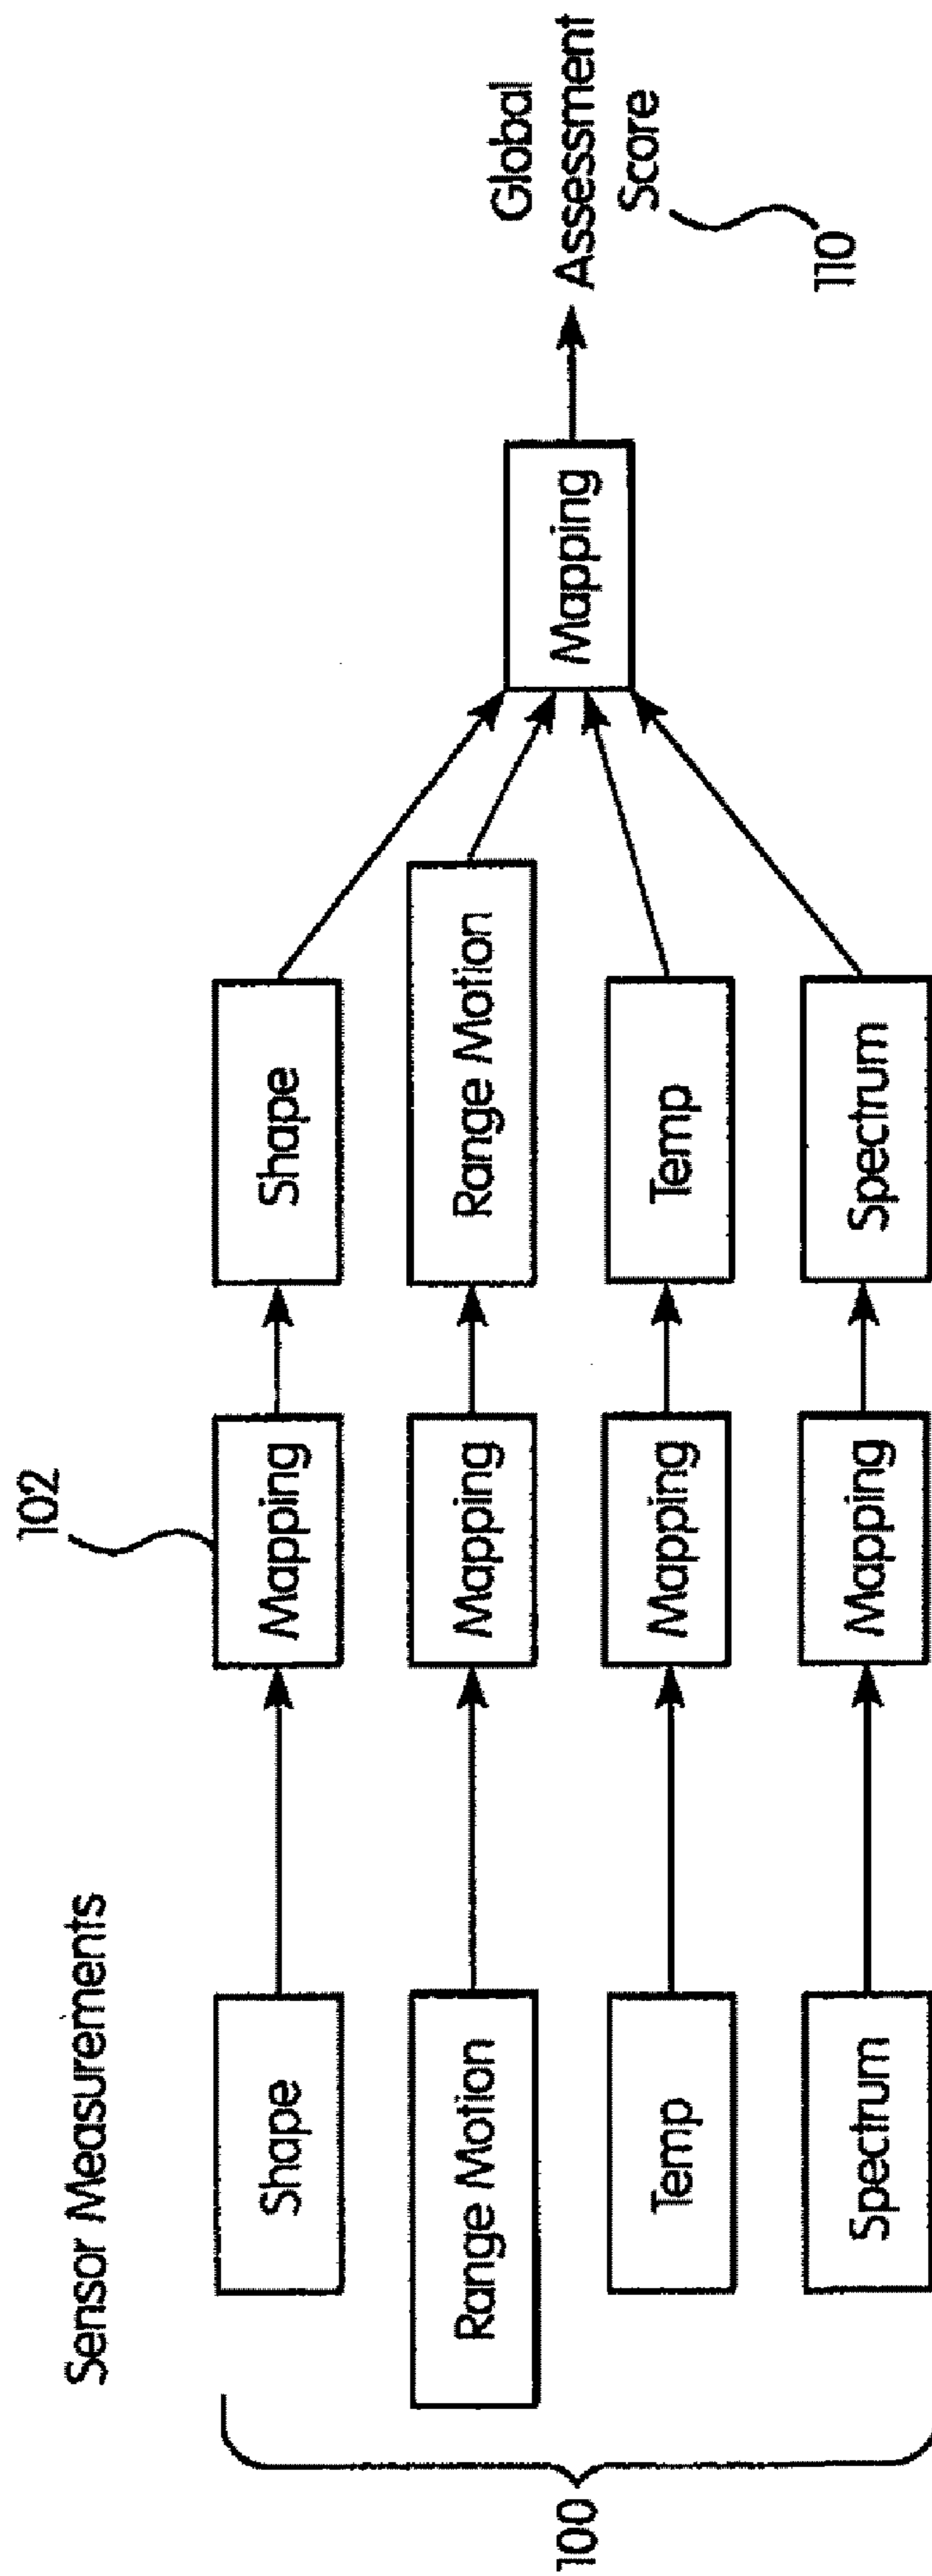 Sensor Measurements
102
100
Shape
Mapping
Shape
Range Motion
Mapping
Range Motion
Temp
Mapping
Temp
Spectrum
Mapping
Spectrum
Mapping
Global
Assessment
Score
110